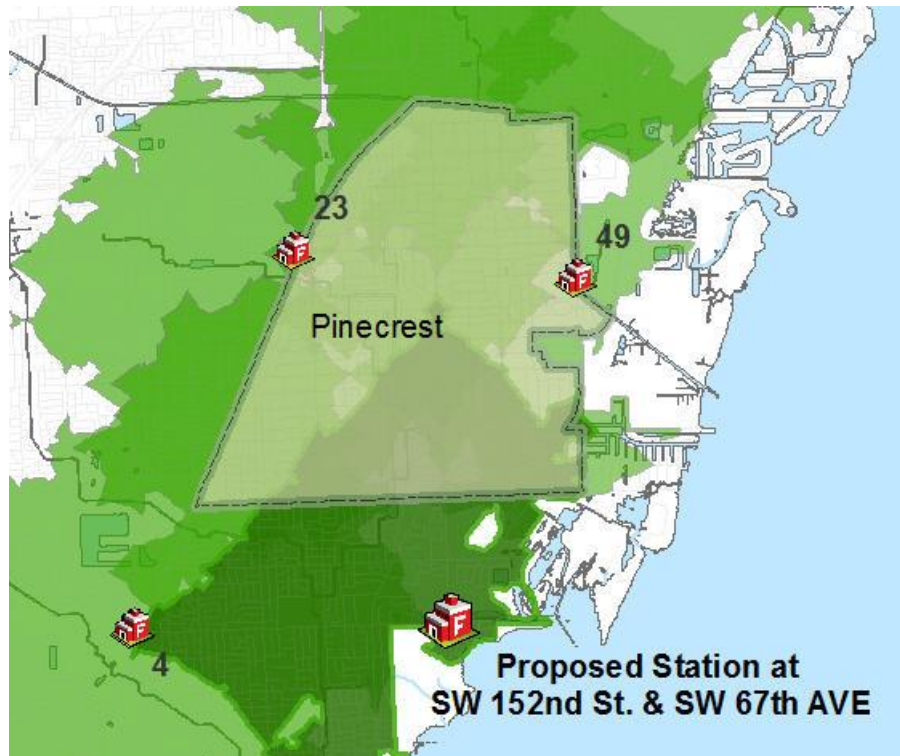 23
49
Pinecrest
F
F
F
F
4
Proposed Station at
SW 152nd St. & SW 67th AVE